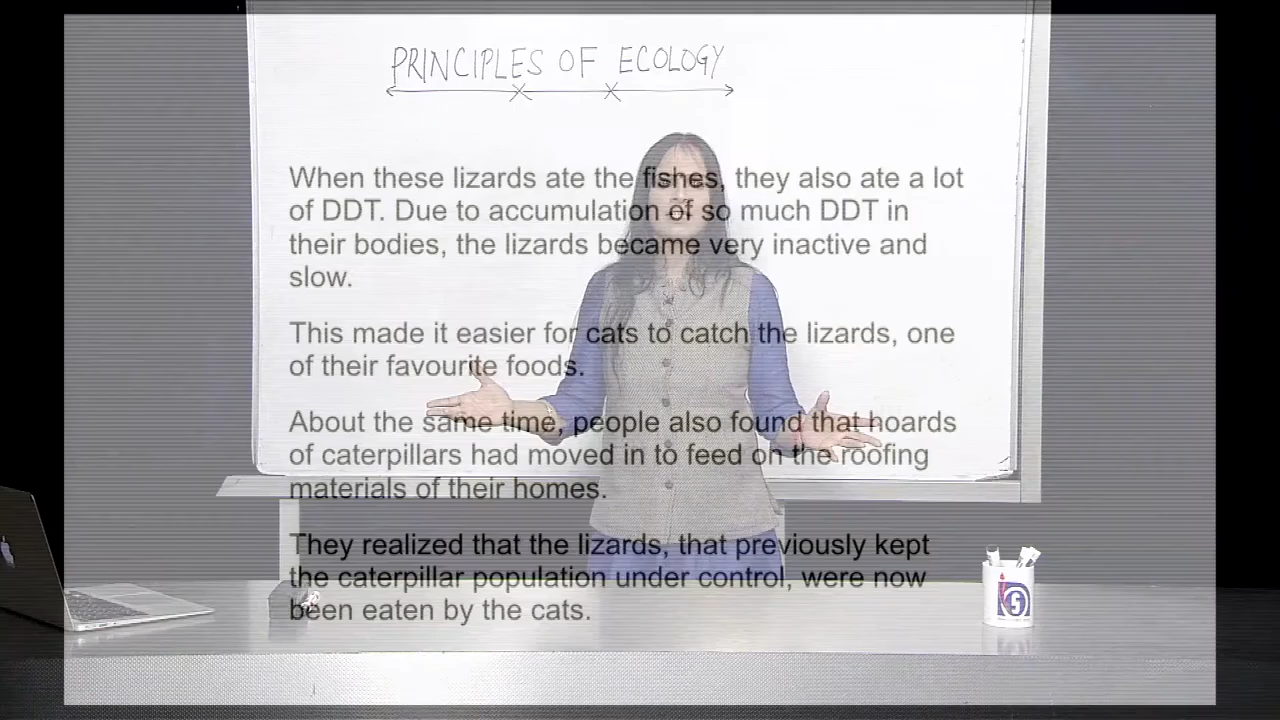 PRINCIPLES OF ECOLOGY
When these lizards ate the fishes, they also ate a lot
of DDT. Due to accumulation of so much DDT in
their bodies, the lizards became very inactive and
slow.
This made it easier for cats to catch the lizards, one
of their favourite foods.
About the same time, people also found that hoards
of caterpillars had moved in to feed on the roofing
materials of their homes.
They realized that the lizards, that previously kept
the caterpillar population under control, were now
been eaten by the cats.